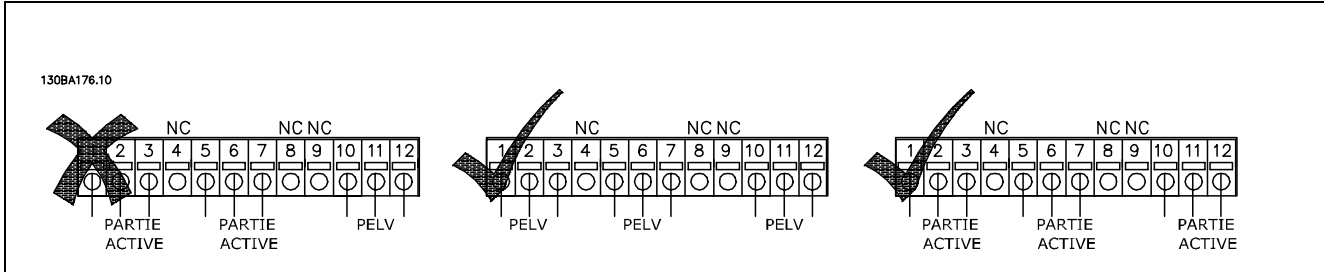 130BA176.10
NC NC NC
2 3 4 5 6 7 8 9 10 11 12
PARTIE ACTIVE
PARTIE ACTIVE
PELV
NC NC NC
1 2 3 4 5 6 7 8 9 10 11 12
PELV PELV PELV
NC NC NC
1 2 3 4 5 6 7 8 9 10 11 12
PARTIE ACTIVE
PARTIE ACTIVE
PARTIE ACTIVE